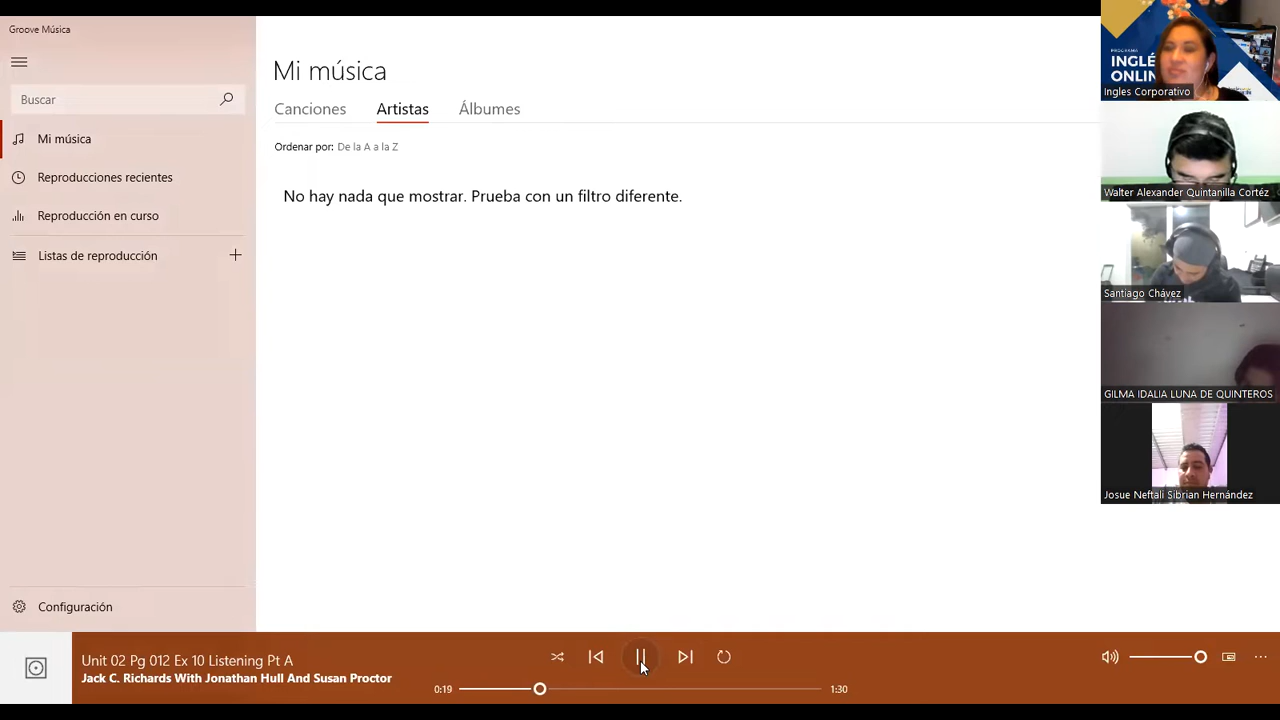 Groove Música
Buscar
Mi música
Reproducciones recientes
Reproducción en curso
Listas de reproducción
Configuración
Mi música
Canciones
Artistas
Álbumes
Ordenar por: De la A a la Z
No hay nada que mostrar. Prueba con un filtro diferente.
Unit 02 Pg 012 Ex 10 Listening Pt A
Jack C. Richards With Jonathan Hull And Susan Proctor
0:19
1:30
PROGRAMA
INGLÉ
ONLIN
Ingles Corporativo
Walter Alexander Quintanilla Cortéz
Santiago Chávez
GILMA IDALIA LUNA DE QUINTEROS
Josue Neftali Sibrian Hernández